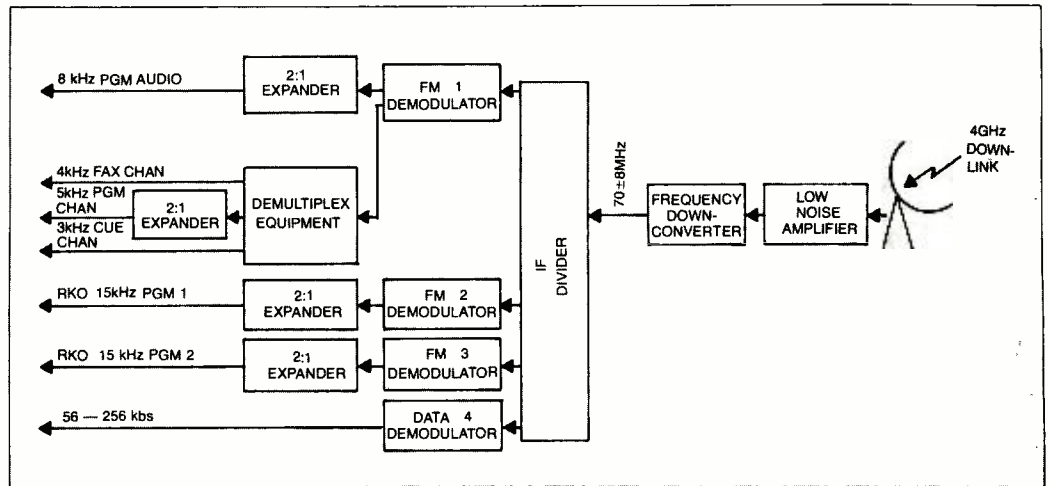 8 kHz PGM AUDIO
2:1
EXPANDER
FM 1
DEMODULATOR
4kHz FAX CHAN
5kHz PGM
CHAN
3kHz CUE
CHAN
2:1
EXPANDER
DEMULTIPLEX
EQUIPMENT
RKO 15kHz PGM 1
2:1
EXPANDER
FM 2
DEMODULATOR
RKO 15 kHz PGM 2
2:1
EXPANDER
FM 3
DEMODULATOR
56 — 256 kbs
DATA 4
DEMODULATOR
IF
DIVIDER
70±8MHz
FREQUENCY
DOWN-
CONVERTER
LOW
NOISE
AMPLIFIER
4GHz
DOWN-
LINK